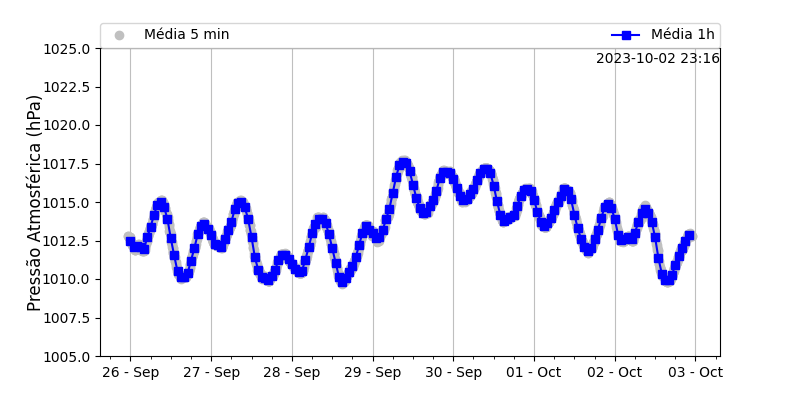 Média 5 min
Média 1h
2023-10-02 23:16
Pressão Atmosférica (hPa)
1025.0
1022.5
1020.0
1017.5
1015.0
1012.5
1010.0
1007.5
1005.0
26 - Sep
27 - Sep
28 - Sep
29 - Sep
30 - Sep
01 - Oct
02 - Oct
03 - Oct